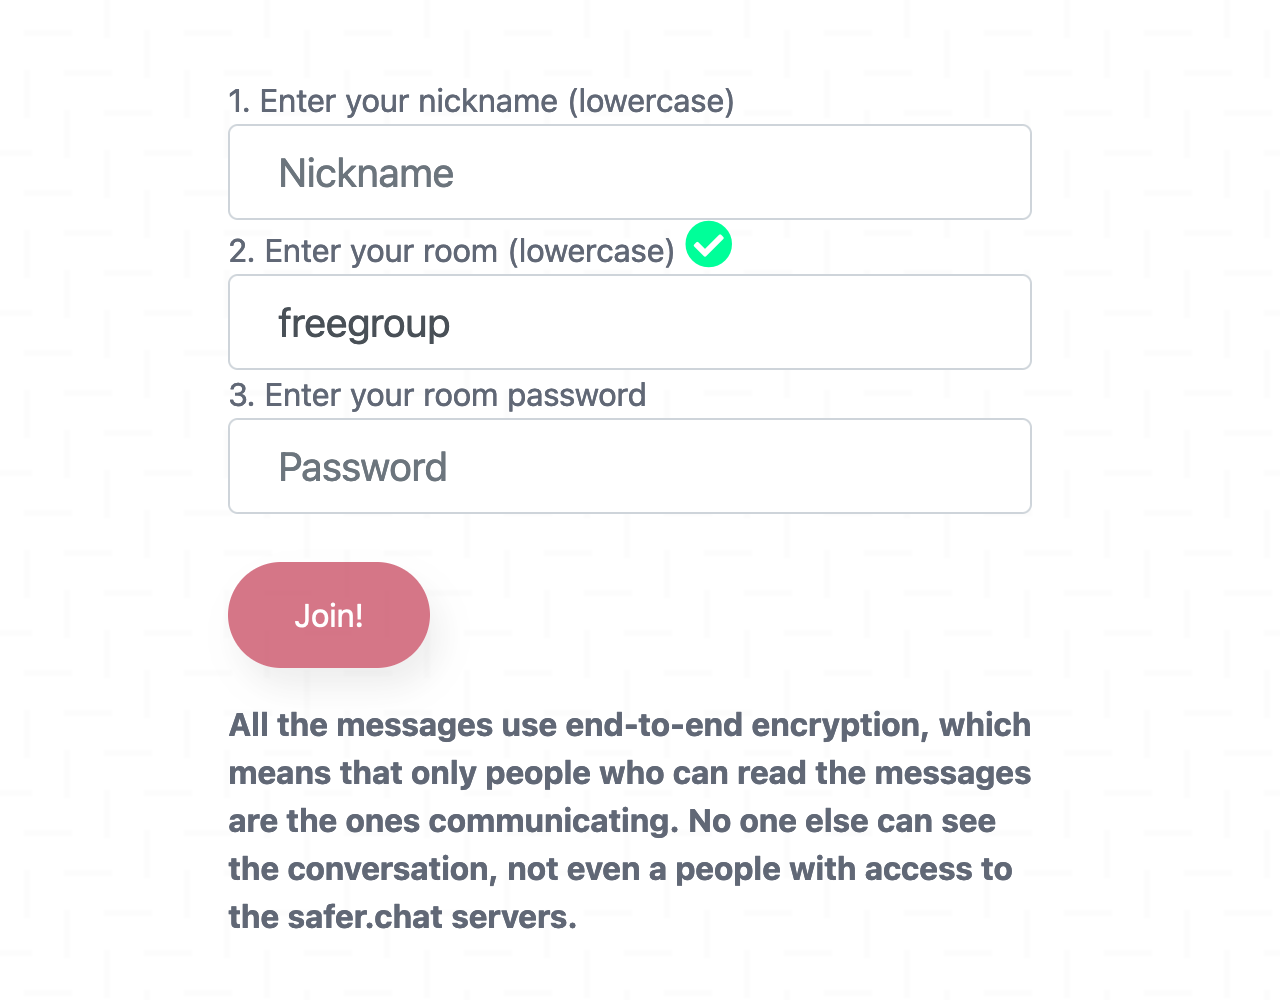 1. Enter your nickname (lowercase)
Nickname
2. Enter your room (lowercase)
freegroup
3. Enter your room password
Password
Join!
All the messages use end-to-end encryption, which
means that only people who can read the messages
are the ones communicating. No one else can see
the conversation, not even a people with access to
the safer.chat servers.